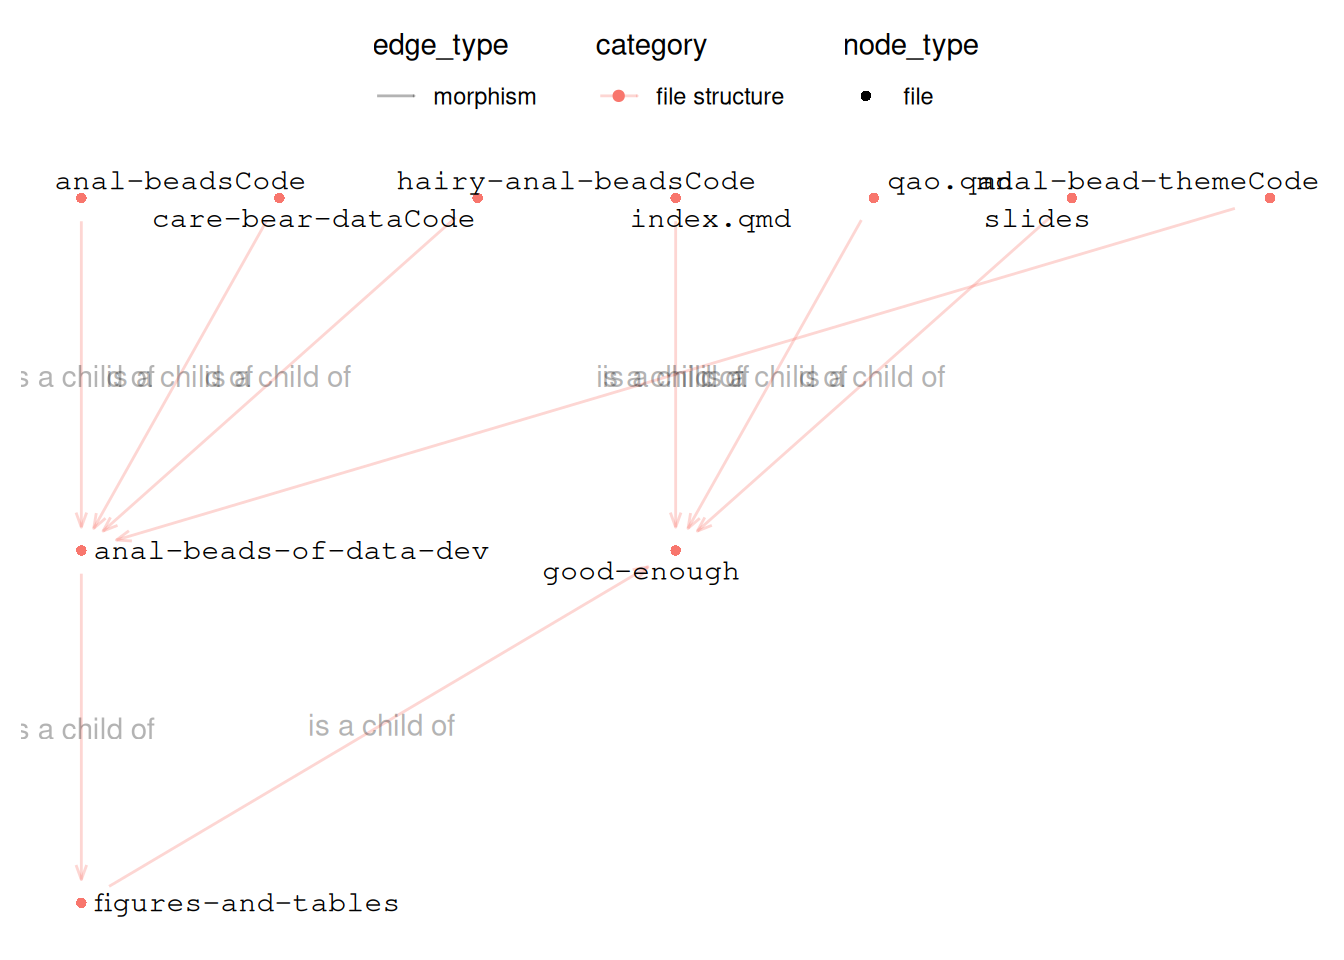 edge_type category node_type
morphism file structure file
anal-beadsCode hairy-anal-beadsCode qao.qmd anal-bead-themeCode
care-bear-dataCode index.qmd slides
s a child of is a child of is a child of is a child of is a child of is a child of is a child of
anal-beads-of-data-dev
good-enough
s a child of is a child of
figures-and-tables